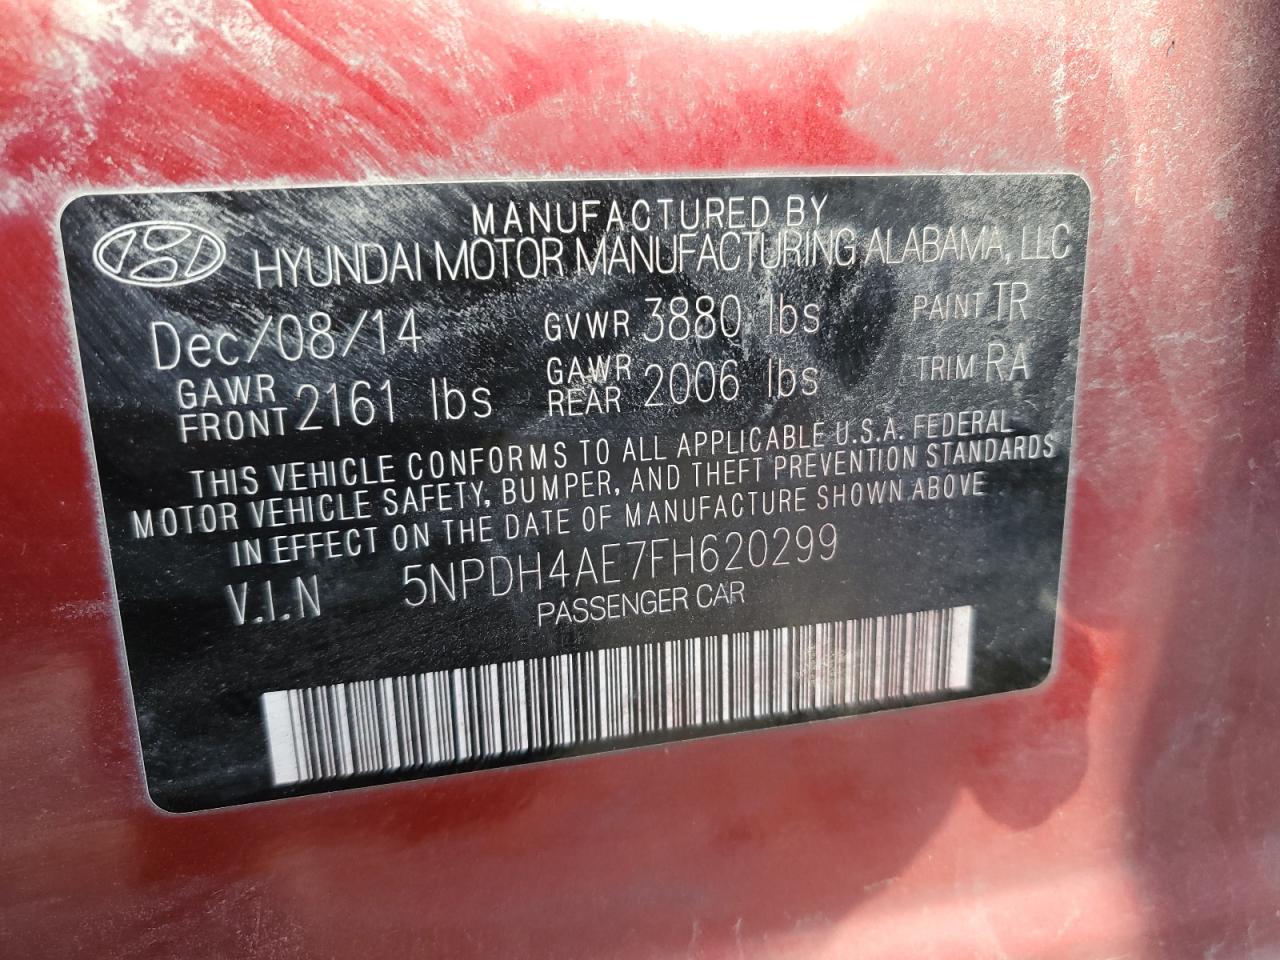 MANUFACTURED BY
HYUNDAI MOTOR MANUFACTURING ALABAMA, LLC
Dec/08/14 GVWR 3880 lbs PAINT TR
GAWR FRONT 2161 lbs GAWR REAR 2006 lbs TRIM RA
THIS VEHICLE CONFORMS TO ALL APPLICABLE U.S.A. FEDERAL
MOTOR VEHICLE SAFETY, BUMPER, AND THEFT PREVENTION STANDARDS
IN EFFECT ON THE DATE OF MANUFACTURE SHOWN ABOVE
V.I.N 5NPDH4AE7FH620299
PASSENGER CAR